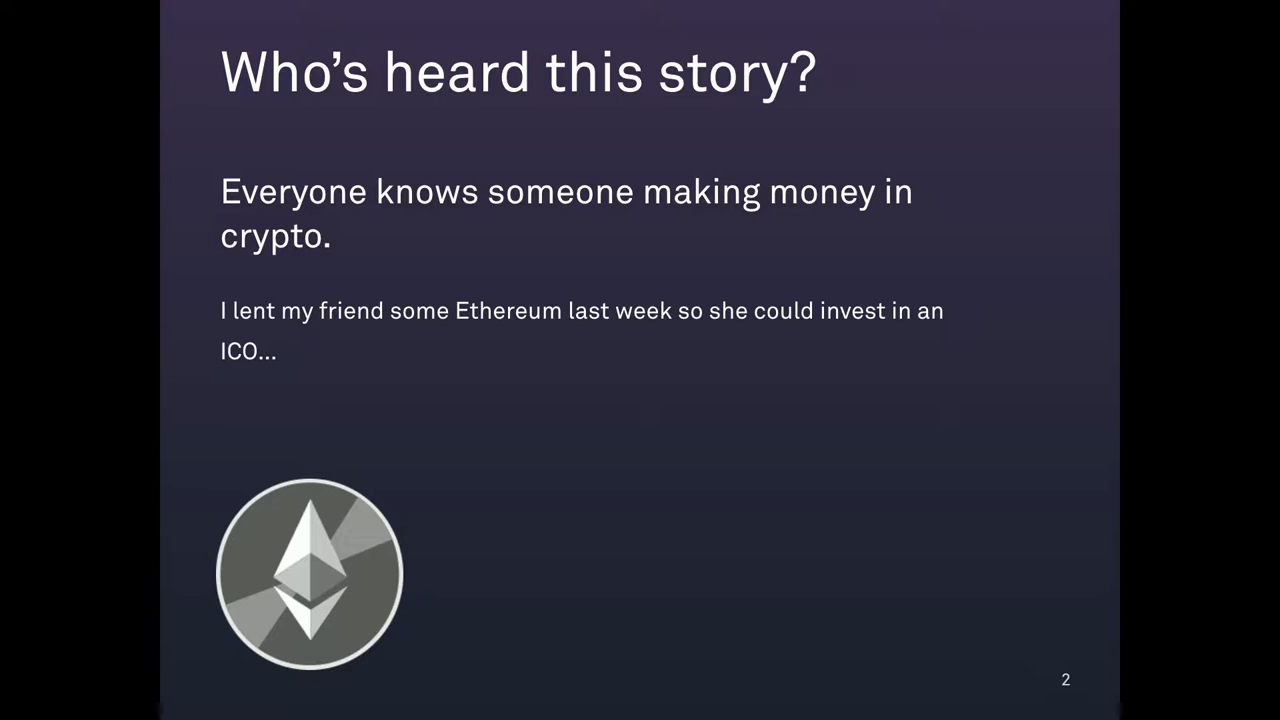 Who's heard this story?
Everyone knows someone making money in
crypto.
I lent my friend some Ethereum last week so she could invest in an
ICO...
2